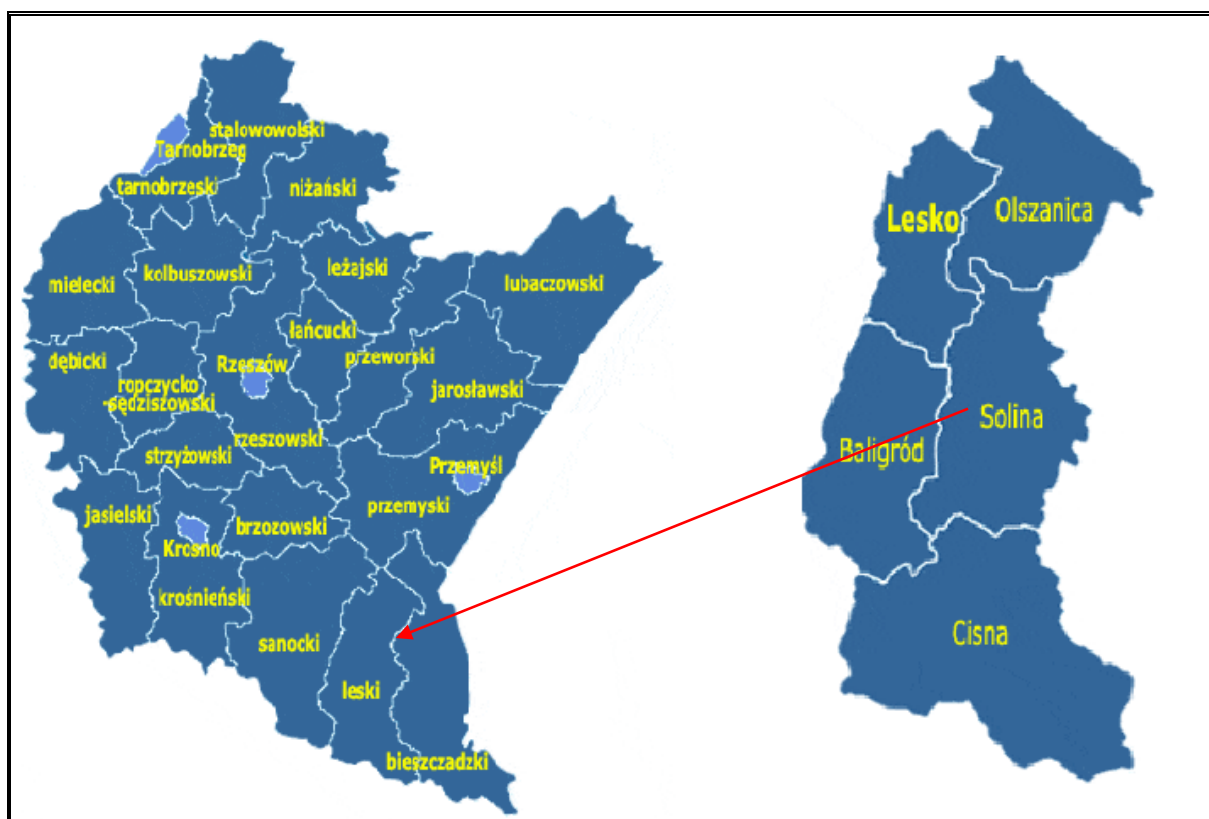 stalowowolski
Tarnobrzeg
tarnobrzeski
niżański
mielecki
kolbuszowski
leżajski
lubaczowski
łańcucki
dębicki
Rzeszów
przeworski
ropczycko
-sędziszowski
jarosławski
rzeszowski
strzyżowski
Przemyśl
przemyski
jasielski
brzozowski
Krosno
krośnieński
sanocki
leski
bieszczadzki
Lesko
Olszanica
Solina
Baligród
Cisna